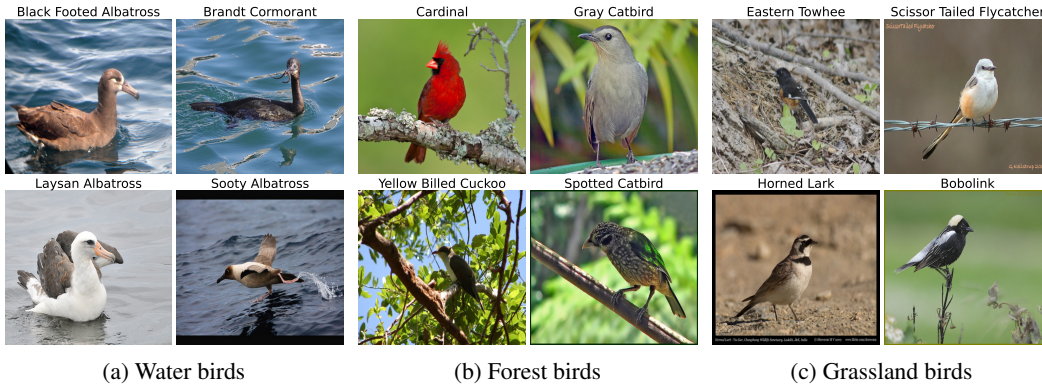 Black Footed Albatross
Brandt Cormorant
Cardinal
Gray Catbird
Eastern Towhee
Scissor Tailed Flycatcher
Laysan Albatross
Sooty Albatross
Yellow Billed Cuckoo
Spotted Catbird
Horned Lark
Bobolink
(a) Water birds
(b) Forest birds
(c) Grassland birds